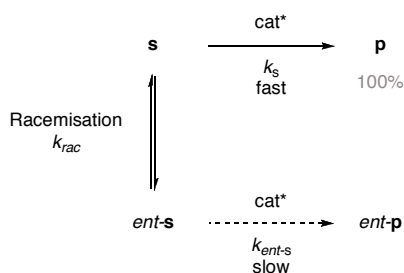 cat*
s
p
k_s
fast
100%
Racemisation
k_rac
cat*
ent-s
ent-p
k_ent-s
slow